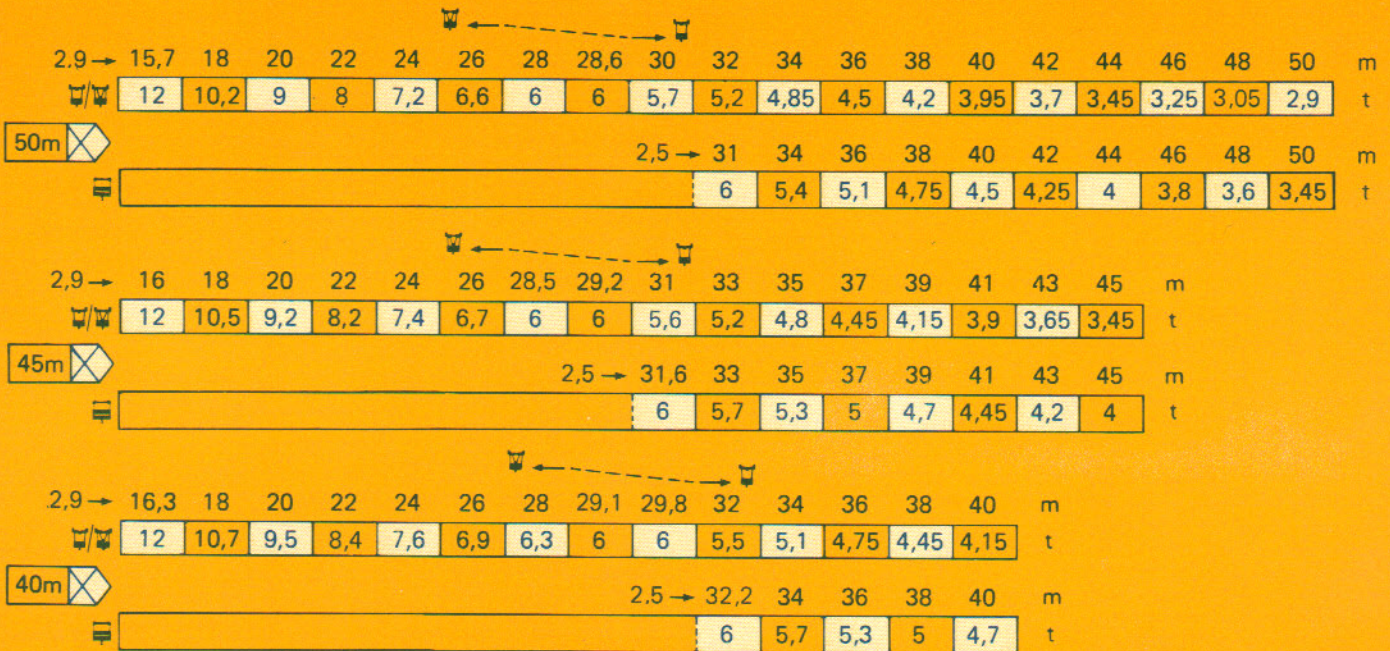 2,9 → 15,7 18 20 22 24 26 28 28,6 30 32 34 36 38 40 42 44 46 48 50 m
12 10,2 9 8 7,2 6,6 6 6 5,7 5,2 4,85 4,5 4,2 3,95 3,7 3,45 3,25 3,05 2,9 t
50m
2,5 → 31 34 36 38 40 42 44 46 48 50 m
6 5,4 5,1 4,75 4,5 4,25 4 3,8 3,6 3,45 t
2,9 → 16 18 20 22 24 26 28,5 29,2 31 33 35 37 39 41 43 45 m
12 10,5 9,2 8,2 7,4 6,7 6 6 5,6 5,2 4,8 4,45 4,15 3,9 3,65 3,45 t
45m
2,5 → 31,6 33 35 37 39 41 43 45 m
6 5,7 5,3 5 4,7 4,45 4,2 4 t
2,9 → 16,3 18 20 22 24 26 28 29,1 29,8 32 34 36 38 40 m
12 10,7 9,5 8,4 7,6 6,9 6,3 6 6 5,5 5,1 4,75 4,45 4,15 t
40m
2,5 → 32,2 34 36 38 40 m
6 5,7 5,3 5 4,7 t